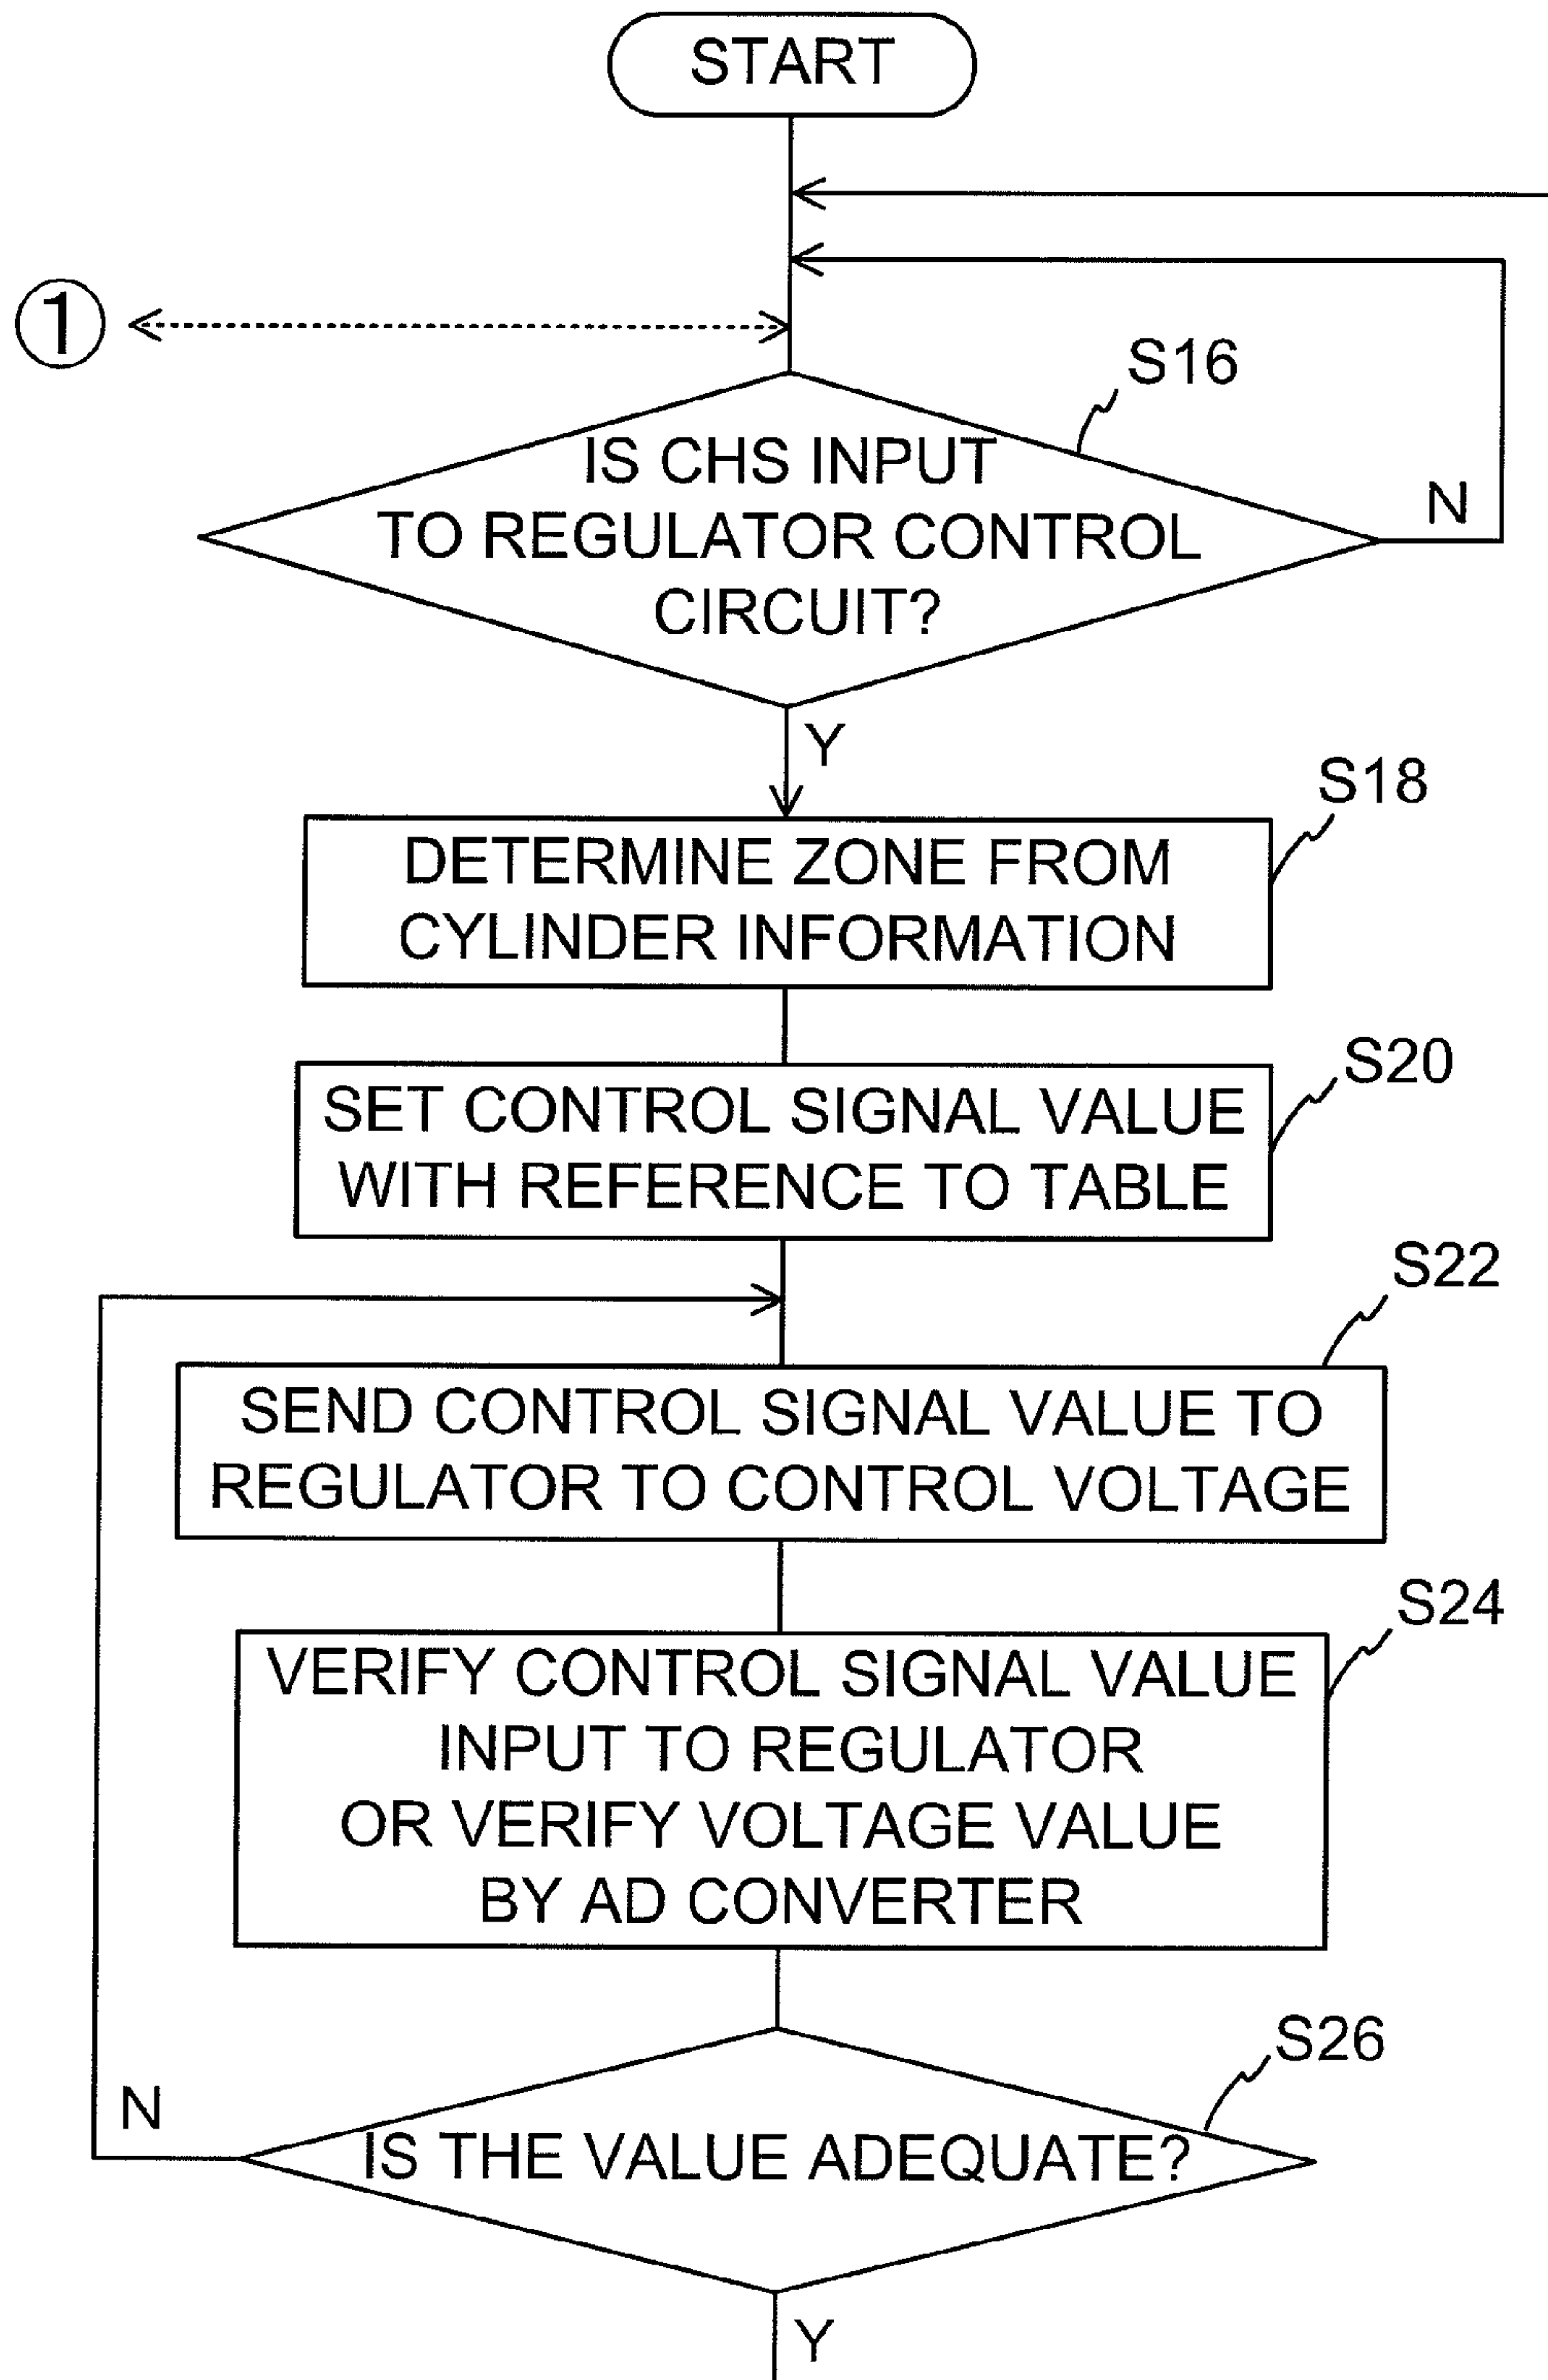 START
1
S16
IS CHS INPUT
TO REGULATOR CONTROL
CIRCUIT?
N
Y
S18
DETERMINE ZONE FROM
CYLINDER INFORMATION
S20
SET CONTROL SIGNAL VALUE
WITH REFERENCE TO TABLE
S22
SEND CONTROL SIGNAL VALUE TO
REGULATOR TO CONTROL VOLTAGE
S24
VERIFY CONTROL SIGNAL VALUE
INPUT TO REGULATOR
OR VERIFY VOLTAGE VALUE
BY AD CONVERTER
S26
N
IS THE VALUE ADEQUATE?
Y